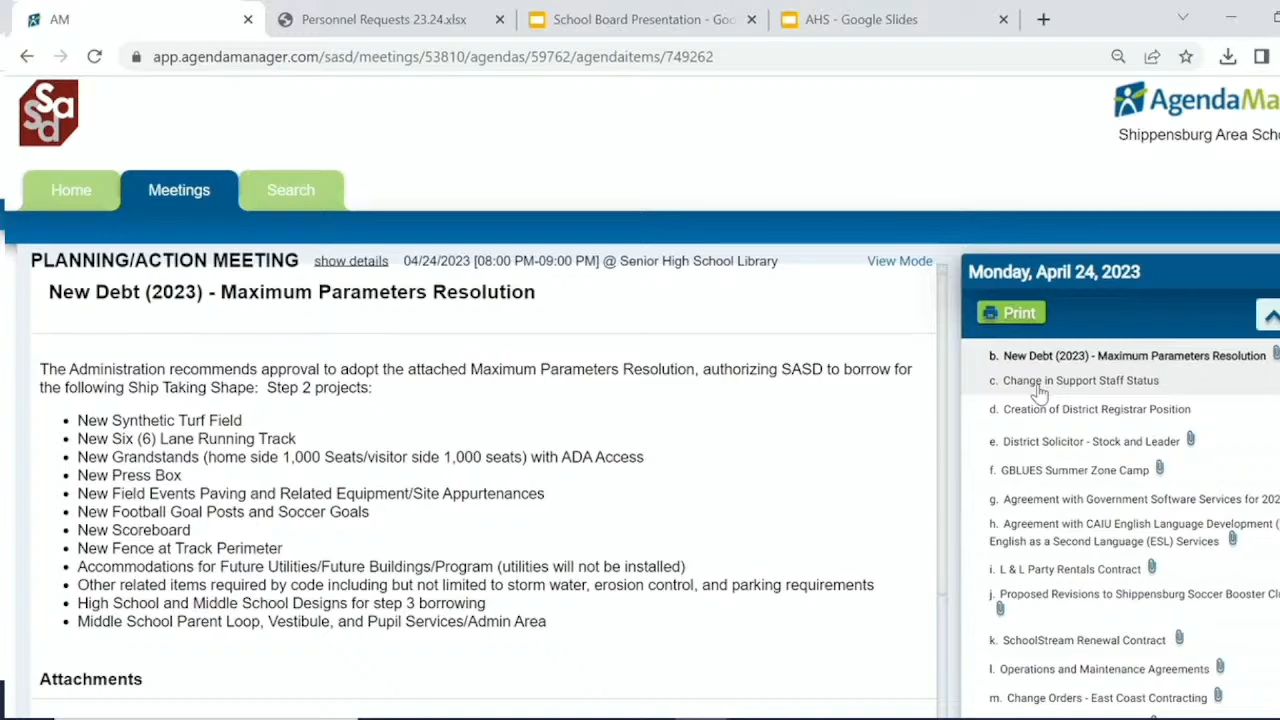 AM
Personnel Requests 23.24.xlsx
School Board Presentation - Goo
AHS - Google Slides
app.agendamanager.com/sasd/meetings/53810/agendas/59762/agendaitems/749262
Sa
Sd
AgendaMa
Shippensburg Area Scho
Home
Meetings
Search
PLANNING/ACTION MEETING show details 04/24/2023 [08:00 PM-09:00 PM] @ Senior High School Library View Mode
New Debt (2023) - Maximum Parameters Resolution
The Administration recommends approval to adopt the attached Maximum Parameters Resolution, authorizing SASD to borrow for
the following Ship Taking Shape: Step 2 projects:
• New Synthetic Turf Field
• New Six (6) Lane Running Track
• New Grandstands (home side 1,000 Seats/visitor side 1,000 seats) with ADA Access
• New Press Box
• New Field Events Paving and Related Equipment/Site Appurtenances
• New Football Goal Posts and Soccer Goals
• New Scoreboard
• New Fence at Track Perimeter
• Accommodations for Future Utilities/Future Buildings/Program (utilities will not be installed)
• Other related items required by code including but not limited to storm water, erosion control, and parking requirements
• High School and Middle School Designs for step 3 borrowing
• Middle School Parent Loop, Vestibule, and Pupil Services/Admin Area
Attachments
Monday, April 24, 2023
Print
b. New Debt (2023) - Maximum Parameters Resolution
c. Change in Support Staff Status
d. Creation of District Registrar Position
e. District Solicitor - Stock and Leader
f. GBLUES Summer Zone Camp
g. Agreement with Government Software Services for 202
h. Agreement with CAIU English Language Development (
English as a Second Language (ESL) Services
i. L & L Party Rentals Contract
j. Proposed Revisions to Shippensburg Soccer Booster Clu
k. SchoolStream Renewal Contract
l. Operations and Maintenance Agreements
m. Change Orders - East Coast Contracting